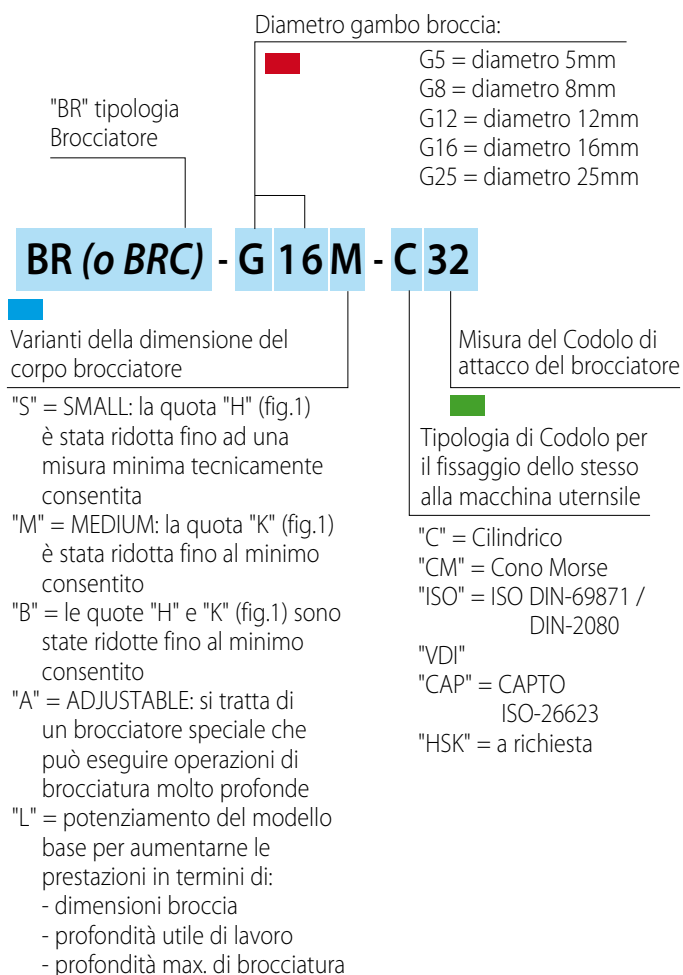 Diametro gambo broccia:
G5 = diametro 5mm
G8 = diametro 8mm
G12 = diametro 12mm
G16 = diametro 16mm
G25 = diametro 25mm
"BR" tipologia
Brocciatore
BR (o BRC) - G 16 M - C 32
Varianti della dimensione del
corpo brocciatore
"S" = SMALL: la quota "H" (fig.1)
è stata ridotta fino ad una
misura minima tecnicamente
consentita
"M" = MEDIUM: la quota "K" (fig.1)
è stata ridotta fino al minimo
consentito
"B" = le quote "H" e "K" (fig.1) sono
state ridotte fino al minimo
consentito
"A" = ADJUSTABLE: si tratta di
un brocciatore speciale che
può eseguire operazioni di
brocciatura molto profonde
"L" = potenziamento del modello
base per aumentarne le
prestazioni in termini di:
- dimensioni broccia
- profondità utile di lavoro
- profondità max. di brocciatura
Misura del Codolo di
attacco del brocciatore
Tipologia di Codolo per
il fissaggio dello stesso
alla macchina uternsile
"C" = Cilindrico
"CM" = Cono Morse
"ISO" = ISO DIN-69871 /
DIN-2080
"VDI"
"CAP" = CAPTO
ISO-26623
"HSK" = a richiesta